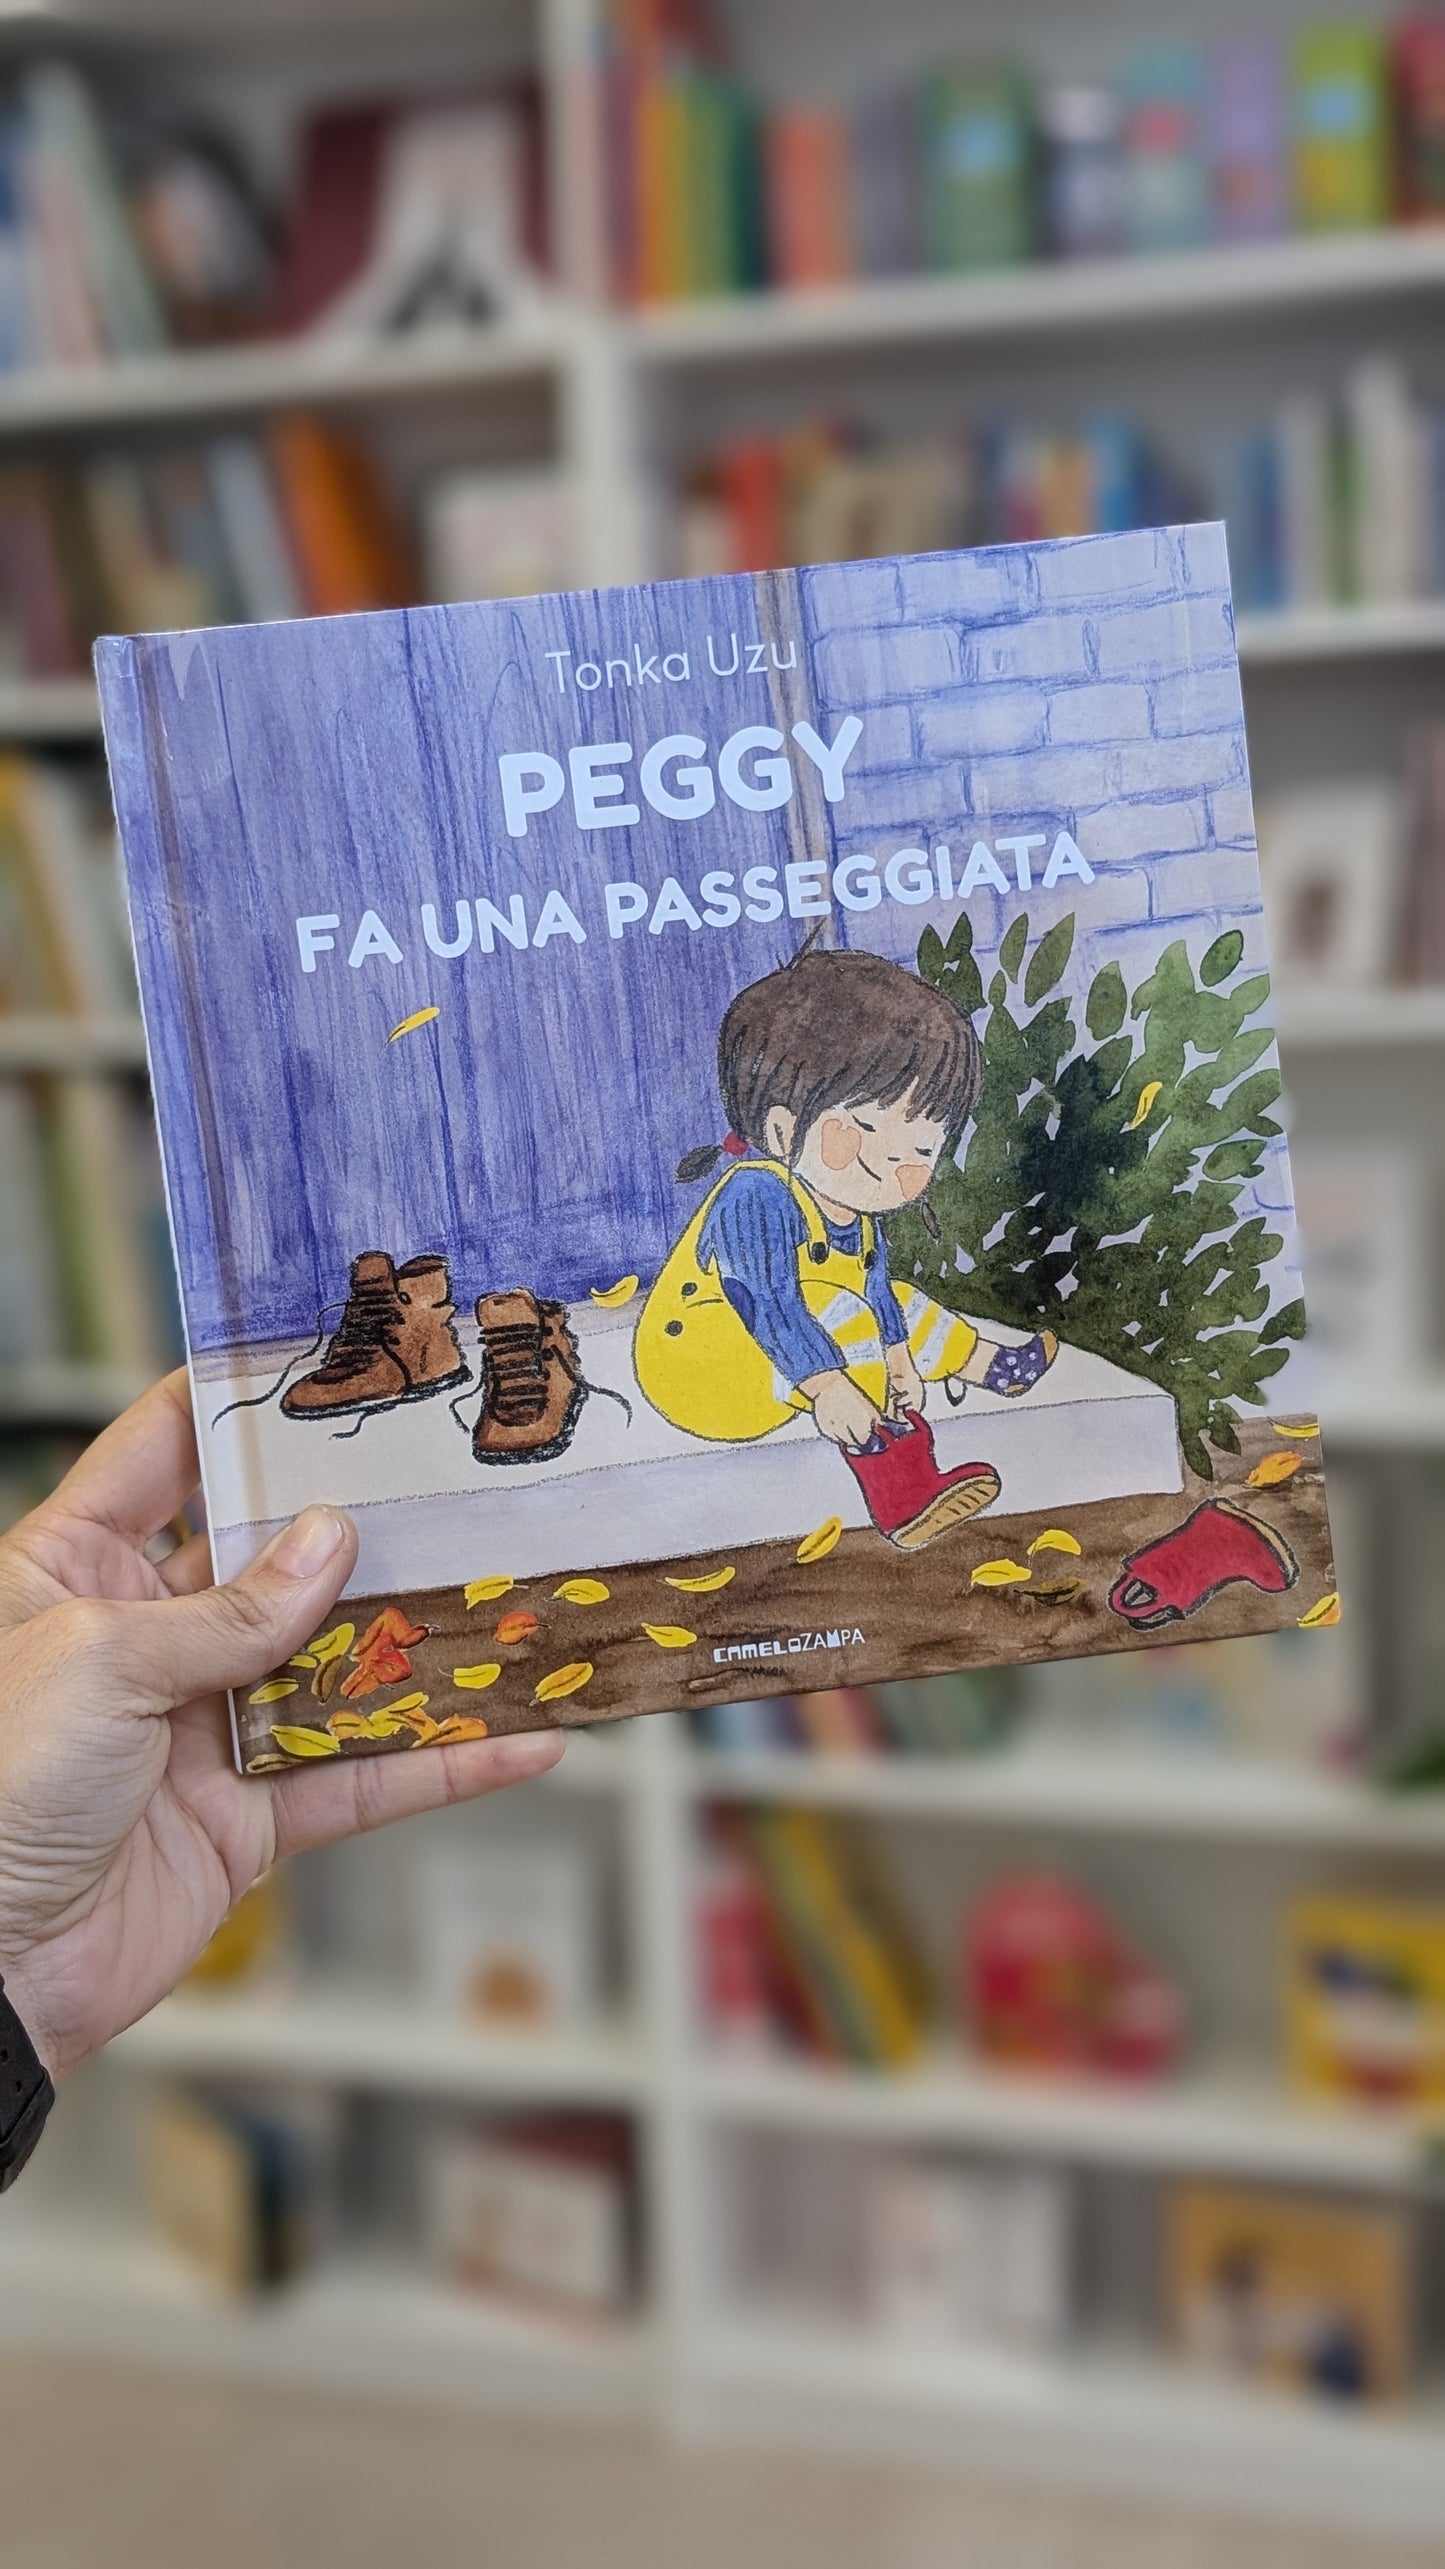 Tonka Uzu
PEGGY
FA UNA PASSEGGIATA
CAMELOZAMPA